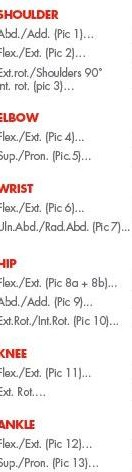 SHOULDER
Abd./Add. (Pic 1)...
Flex./Ext. (Pic 2)...
Ext.rot./Shoulders 90°
Int. rot. (pic 3)...
ELBOW
Flex./Ext. (Pic 4)...
Sup./Pron. (Pic.5)...
WRIST
Flex./Ext. (Pic 6)...
Uln.Abd./Rad.Abd. (Pic 7)...
HIP
Flex./Ext. (Pic 8a + 8b)...
Abd./Add. (Pic 9)...
Ext.Rot./Int.Rot. (Pic 10)...
KNEE
Flex./Ext. (Pic 11)...
Ext. Rot....
ANKLE
Flex./Ext. (Pic 12)...
Sup./Pron. (Pic 13)...